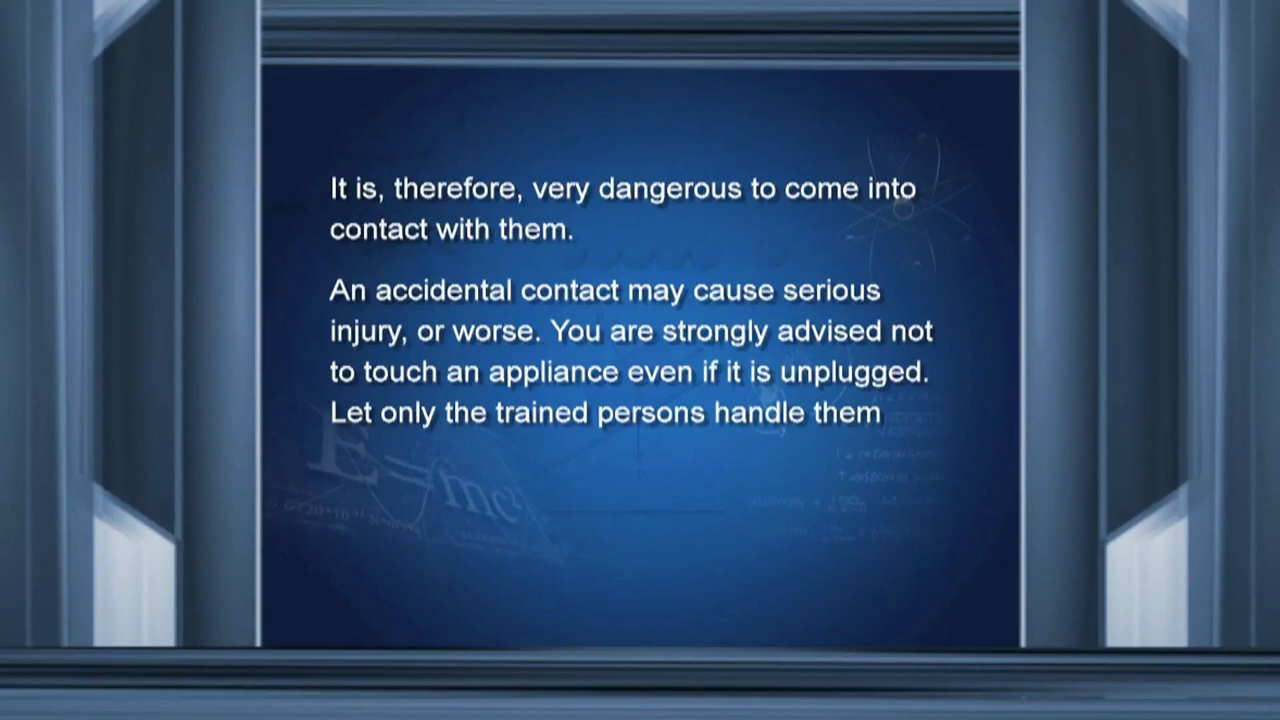 It is, therefore, very dangerous to come into
contact with them.
An accidental contact may cause serious
injury, or worse. You are strongly advised not
to touch an appliance even if it is unplugged.
Let only the trained persons handle them
E=mc²